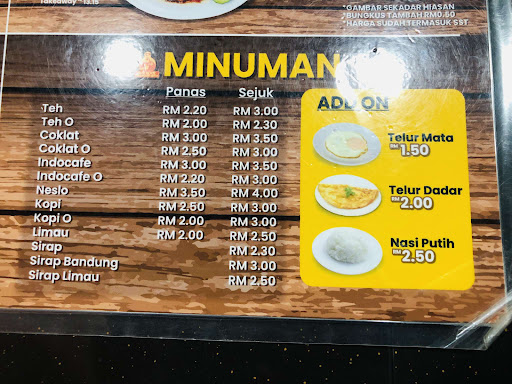 Takeaway - 13.15
*GAMBAR SEKADAR HIASAN
*BUNGKUS TAMBAH RM0.60
*HARGA SUDAH TERMASUK SST
MINUMAN
Panas Sejuk
Teh RM 2.20 RM 3.00
Teh O RM 2.00 RM 2.30
Coklat RM 3.00 RM 3.50
Coklat O RM 2.50 RM 3.00
Indocafe RM 3.00 RM 3.50
Indocafe O RM 2.20 RM 3.00
Neslo RM 3.50 RM 4.00
Kopi RM 2.50 RM 3.00
Kopi O RM 2.00 RM 3.00
Limau RM 2.00 RM 2.50
Sirap RM 2.30
Sirap Bandung RM 3.00
Sirap Limau RM 2.50
ADD ON
Telur Mata
RM 1.50
Telur Dadar
RM 2.00
Nasi Putih
RM 2.50